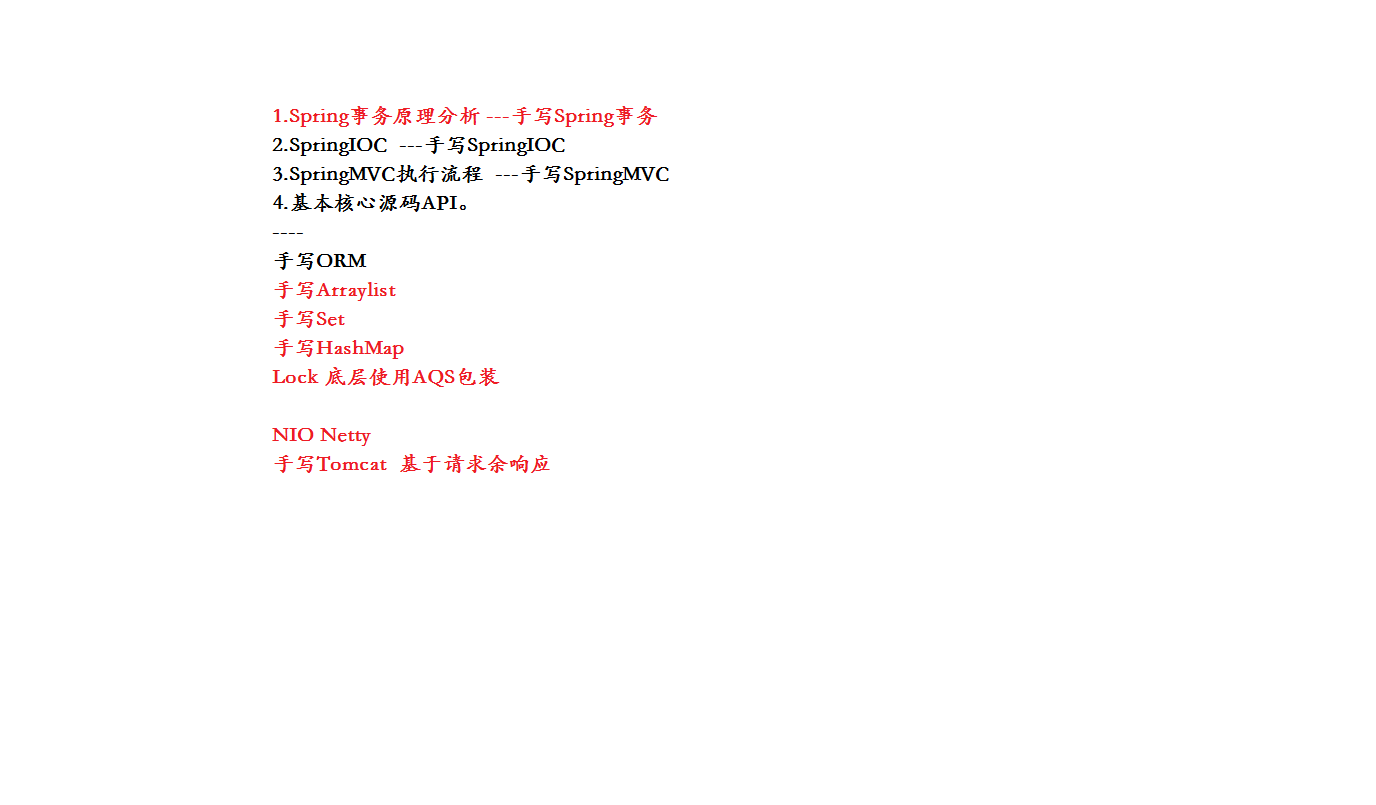 1.Spring事务原理分析 ---手写Spring事务
2.SpringIOC  ---手写SpringIOC
3.SpringMVC执行流程  ---手写SpringMVC
4.基本核心源码API。
----
手写ORM
手写Arraylist
手写Set
手写HashMap
Lock 底层使用AQS包装
NIO Netty
手写Tomcat  基于请求余响应